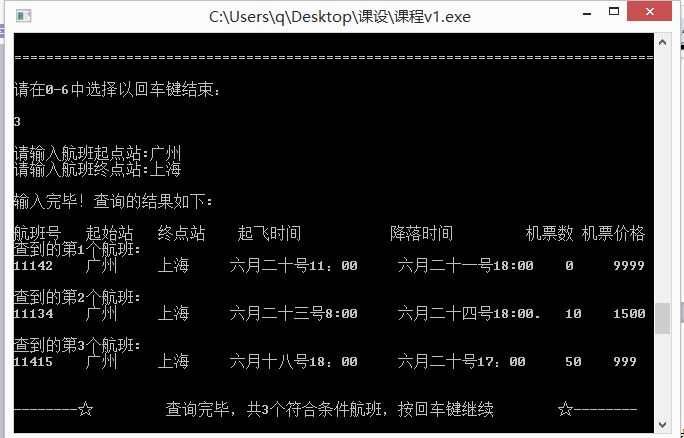 C:\Users\q\Desktop\课设\课程v1.exe
================================================================================
请在0-6中选择以回车键结束:
3
请输入航班起点站:广州
请输入航班终点站:上海
输入完毕! 查询的结果如下:
航班号 起始站 终点站 起飞时间 降落时间 机票数 机票价格
查到的第1个航班:
11142 广州 上海 六月二十号11：00 六月二十一号18:00 0 9999
查到的第2个航班:
11134 广州 上海 六月二十三号8:00 六月二十四号18:00. 10 1500
查到的第3个航班:
11415 广州 上海 六月十八号18：00 六月二十号17：00 50 999
--------☆ 查询完毕，共3个符合条件航班，按回车键继续 ☆--------